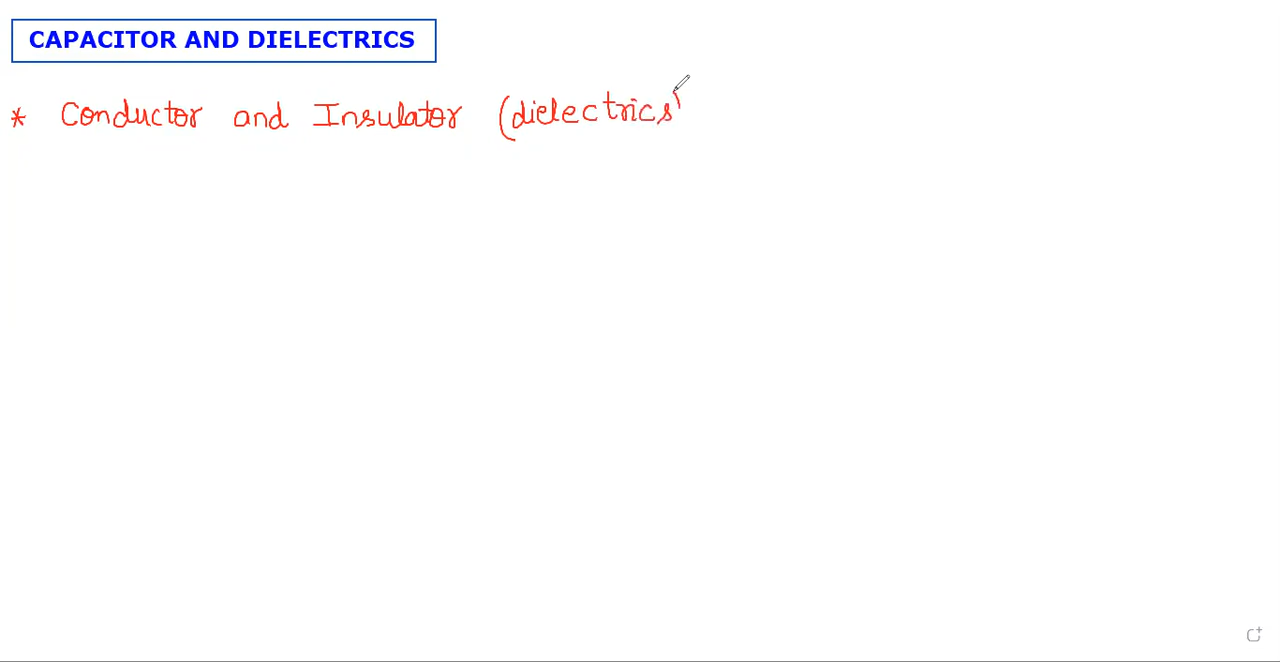 CAPACITOR AND DIELECTRICS
* Conductor and Insulator (dielectrics)